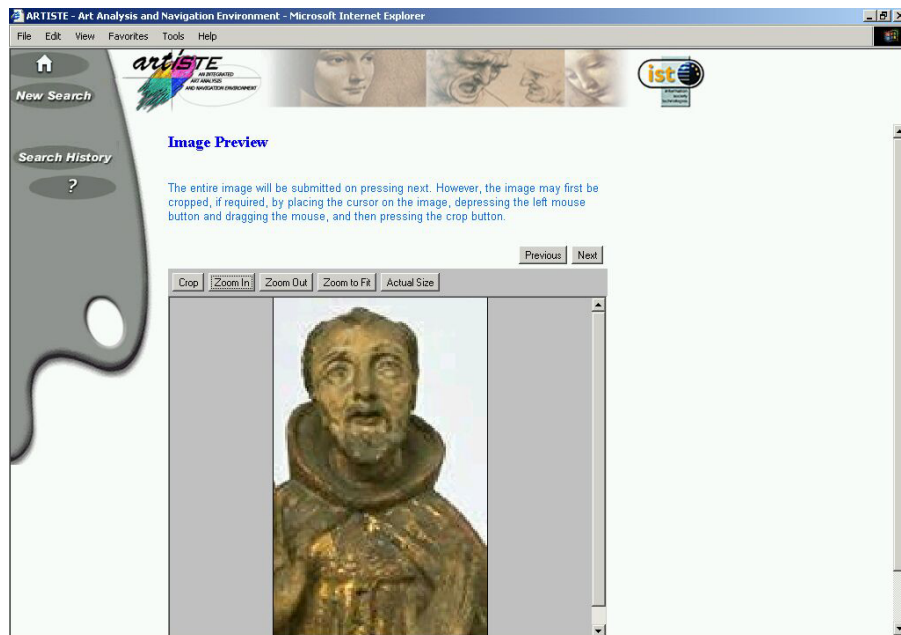 ARTISTE - Art Analysis and Navigation Environment - Microsoft Internet Explorer
File Edit View Favorites Tools Help
New Search
Search History
?
artiSTE
AN INTEGRATED
ART ANALYSIS
AND NAVIGATION ENVIRONMENT
ist
information
society
technologies
Image Preview
The entire image will be submitted on pressing next. However, the image may first be
cropped, if required, by placing the cursor on the image, depressing the left mouse
button and dragging the mouse, and then pressing the crop button.
Previous Next
Crop Zoom In Zoom Out Zoom to Fit Actual Size